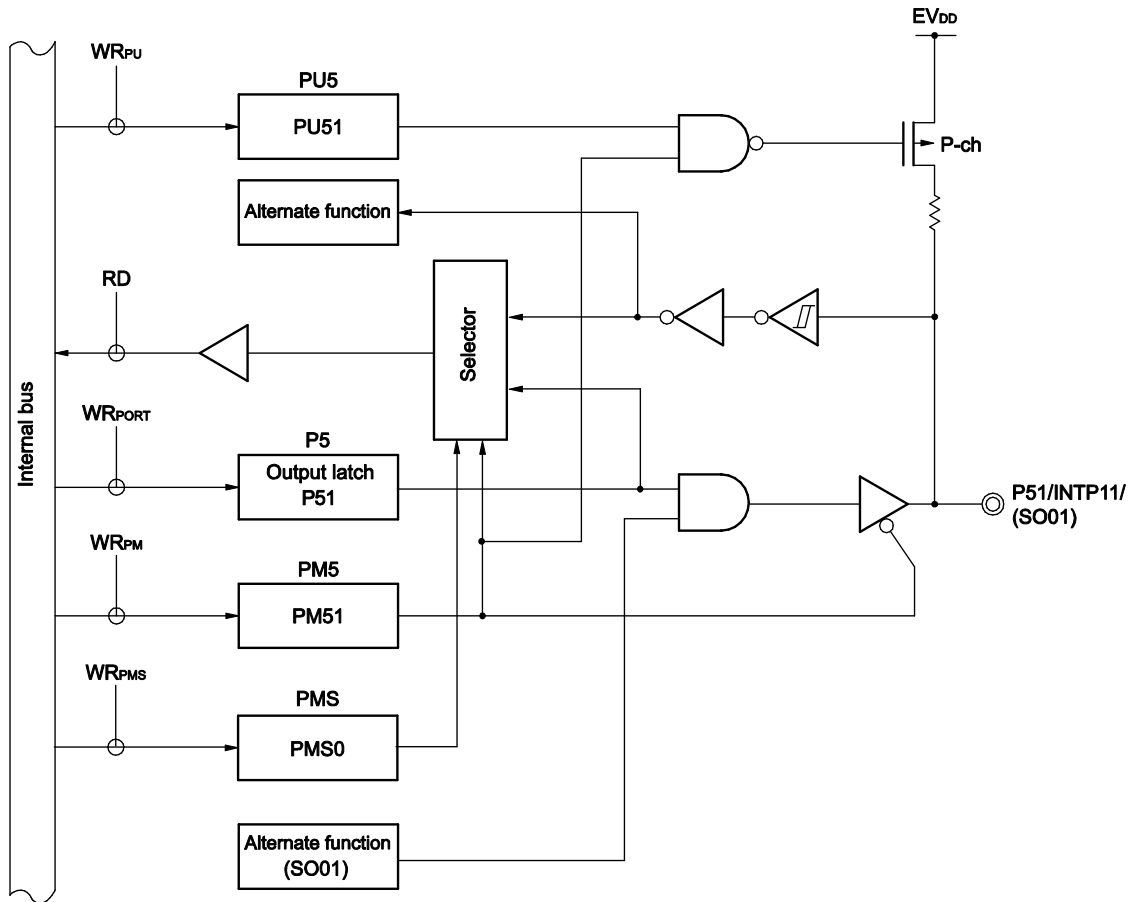 EVDD
WRPU
PU5
PU51
P-ch
Alternate function
RD
Selector
Internal bus
WRPORT
P5
Output latch
P51
P51/INTP11/
(SO01)
WRPM
PM5
PM51
WRPMS
PMS
PMS0
Alternate function
(SO01)